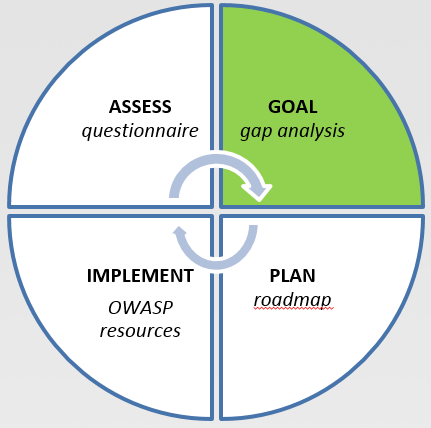 ASSESS
questionnaire
GOAL
gap analysis
IMPLEMENT
OWASP
resources
PLAN
roadmap